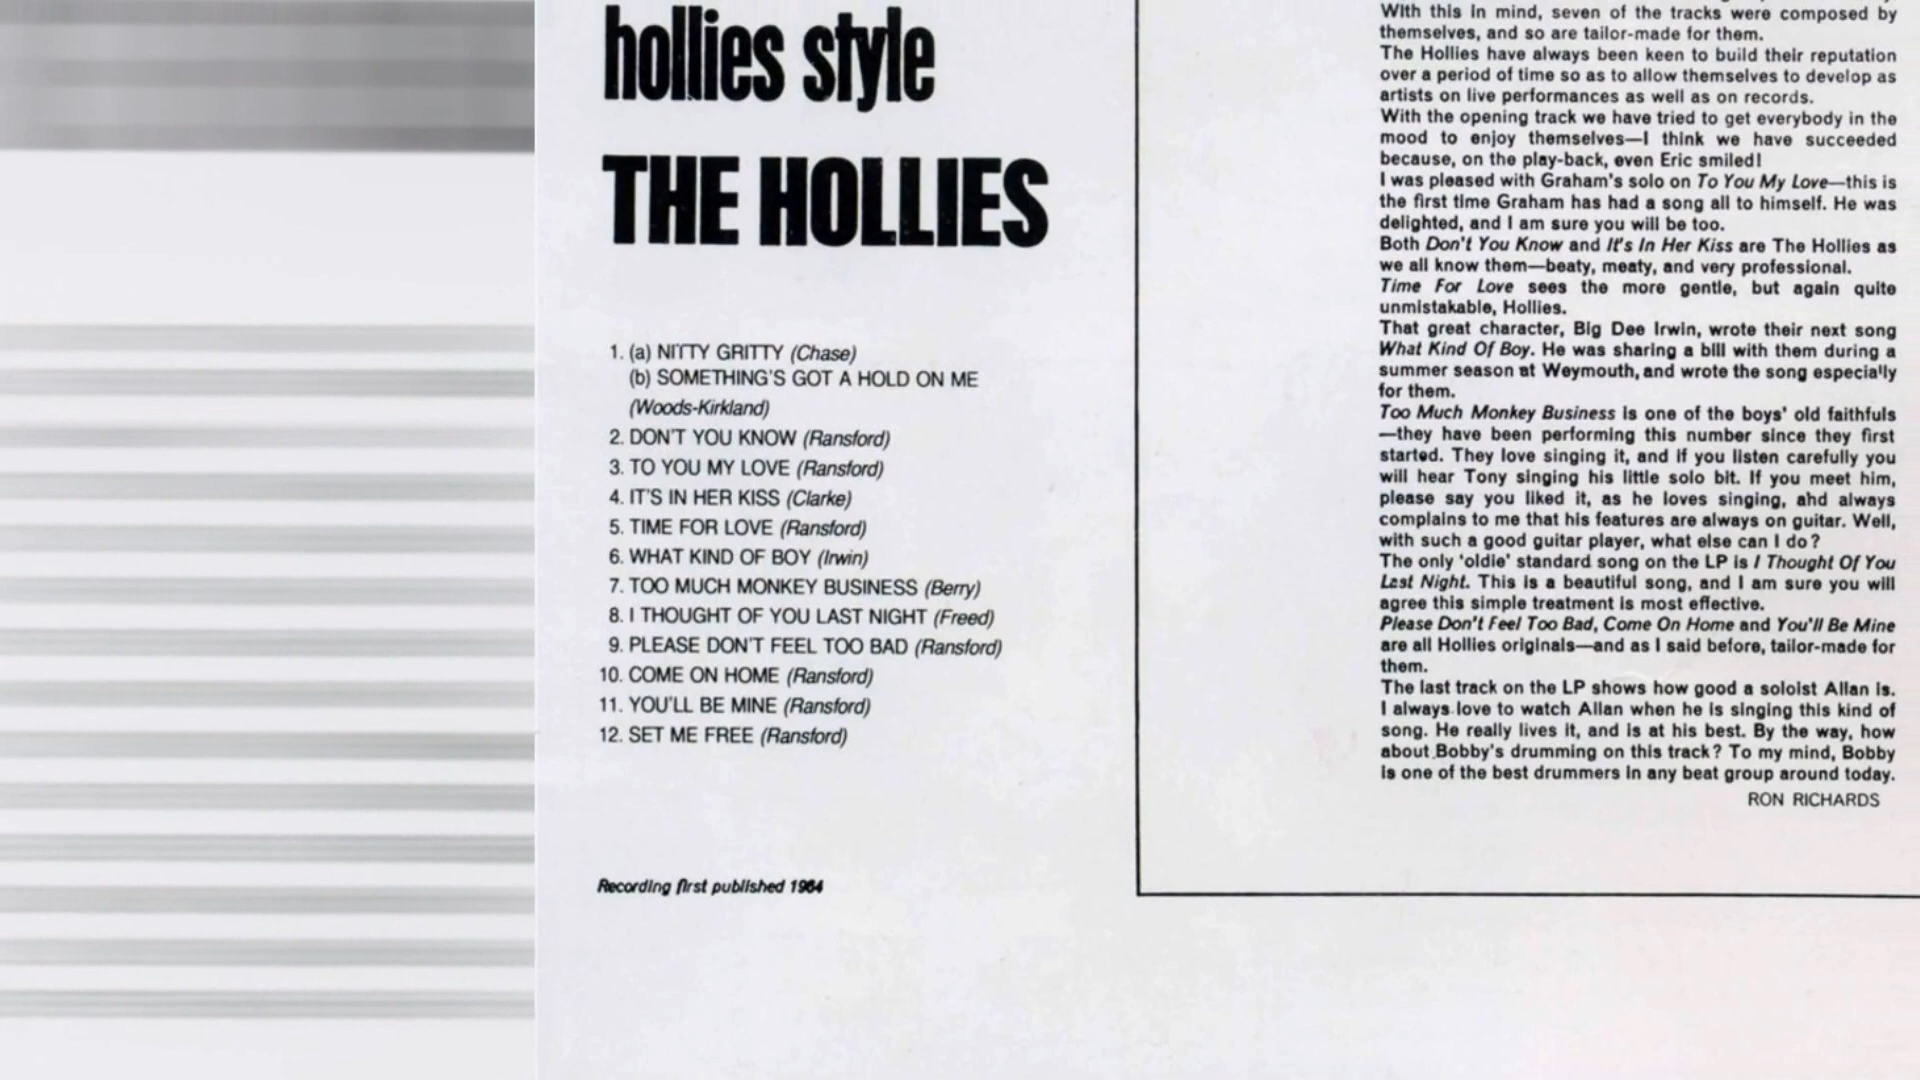 hollies style
THE HOLLIES
1. (a) NITTY GRITTY (Chase)
(b) SOMETHING'S GOT A HOLD ON ME
(Woods-Kirkland)
2. DON'T YOU KNOW (Ransford)
3. TO YOU MY LOVE (Ransford)
4. IT'S IN HER KISS (Clarke)
5. TIME FOR LOVE (Ransford)
6. WHAT KIND OF BOY (Irwin)
7. TOO MUCH MONKEY BUSINESS (Berry)
8. I THOUGHT OF YOU LAST NIGHT (Freed)
9. PLEASE DON'T FEEL TOO BAD (Ransford)
10. COME ON HOME (Ransford)
11. YOU'LL BE MINE (Ransford)
12. SET ME FREE (Ransford)
Recording first published 1964
With this in mind, seven of the tracks were composed by
themselves, and so are tailor-made for them.
The Hollies have always been keen to build their reputation
over a period of time so as to allow themselves to develop as
artists on live performances as well as on records.
With the opening track we have tried to get everybody in the
mood to enjoy themselves—I think we have succeeded
because, on the play-back, even Eric smiled!
I was pleased with Graham's solo on To You My Love—this is
the first time Graham has had a song all to himself. He was
delighted, and I am sure you will be too.
Both Don't You Know and It's In Her Kiss are The Hollies as
we all know them—beaty, meaty, and very professional.
Time For Love sees the more gentle, but again quite
unmistakable, Hollies.
That great character, Big Dee Irwin, wrote their next song
What Kind Of Boy. He was sharing a bill with them during a
summer season at Weymouth, and wrote the song especially
for them.
Too Much Monkey Business is one of the boys' old faithfuls
—they have been performing this number since they first
started. They love singing it, and if you listen carefully you
will hear Tony singing his little solo bit. If you meet him,
please say you liked it, as he loves singing, ahd always
complains to me that his features are always on guitar. Well,
with such a good guitar player, what else can I do?
The only 'oldie' standard song on the LP is I Thought Of You
Last Night. This is a beautiful song, and I am sure you will
agree this simple treatment is most effective.
Please Don't Feel Too Bad, Come On Home and You'll Be Mine
are all Hollies originals—and as I said before, tailor-made for
them.
The last track on the LP shows how good a soloist Allan is.
I always love to watch Allan when he is singing this kind of
song. He really lives it, and is at his best. By the way, how
about Bobby's drumming on this track? To my mind, Bobby
is one of the best drummers in any beat group around today.
RON RICHARDS